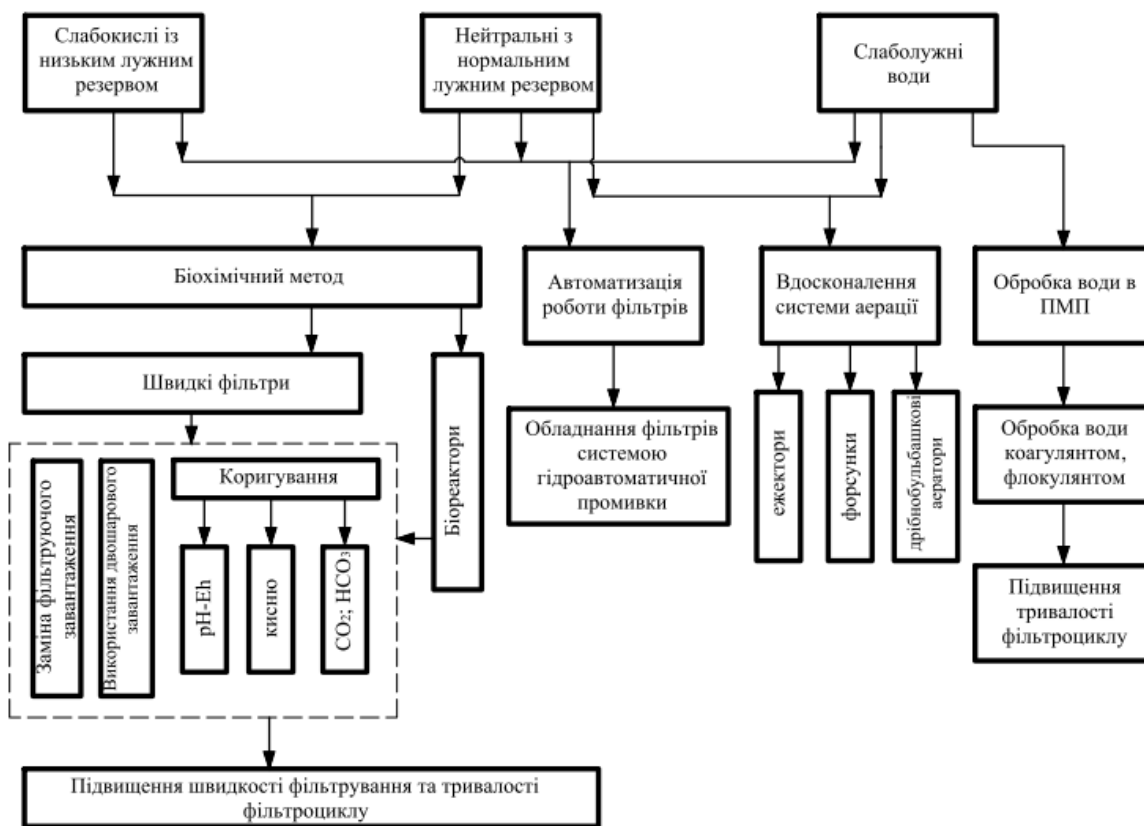 Слабокислі із
низьким лужним
резервом
Нейтральні з
нормальним
лужним резервом
Слаболужні
води
Біохімічний метод
Автоматизація
роботи фільтрів
Вдосконалення
системи аерації
Обробка води в
ПМП
Швидкі фільтри
Біореактори
Обладнання фільтрів
системою
гідроавтоматичної
промивки
ежектори
форсунки
дрібнобульбашкові
аератори
Обробка води
коагулянтом,
флокулянтом
Заміна фільтруючого
завантаження
Використання двошарового
завантаження
Коригування
pH-Eh
кисню
CO2; HCO3
Підвищення
тривалості
фільтроциклу
Підвищення швидкості фільтрування та тривалості
фільтроциклу